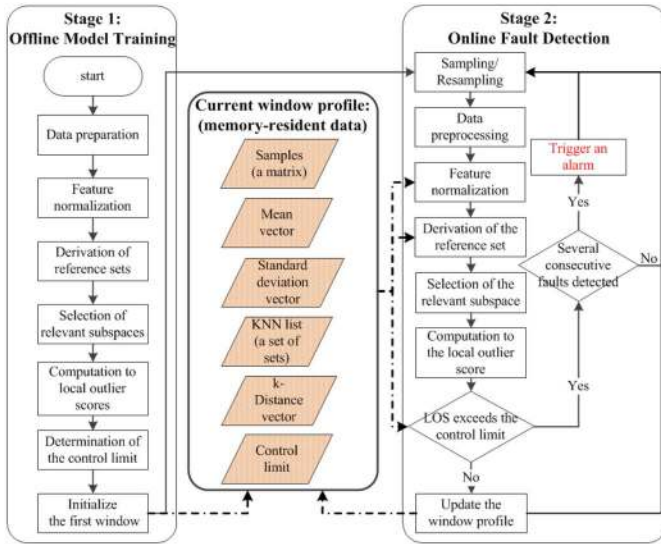 Stage 1:
Offline Model Training
start
Data preparation
Feature
normalization
Derivation of
reference sets
Selection of
relevant subspaces
Computation to
local outlier
scores
Determination of
the control limit
Initialize
the first window
Current window profile:
(memory-resident data)
Samples
(a matrix)
Mean
vector
Standard
deviation
vector
KNN list
(a set of
sets)
k-
Distance
vector
Control
limit
Stage 2:
Online Fault Detection
Sampling/
Resampling
Data
preprocessing
Feature
normalization
Derivation of the
reference set
Selection of the
relevant subspace
Computation to
the local outlier
score
LOS exceeds the
control limit
No
Update the
window profile
Trigger an
alarm
Yes
Several
consecutive
faults detected
No
Yes